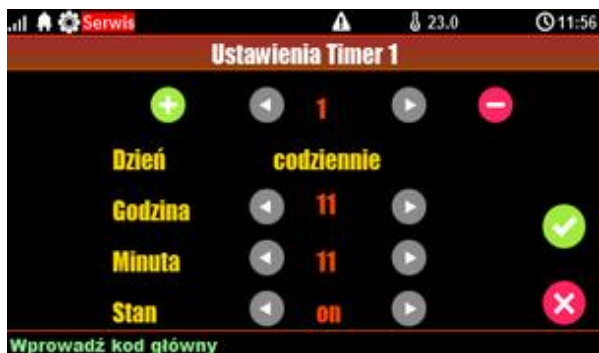 Serwis 23.0 11:56
Ustawienia Timer 1
1
Dzień codziennie
Godzina 11
Minuta 11
Stan on
Wprowadź kod główny